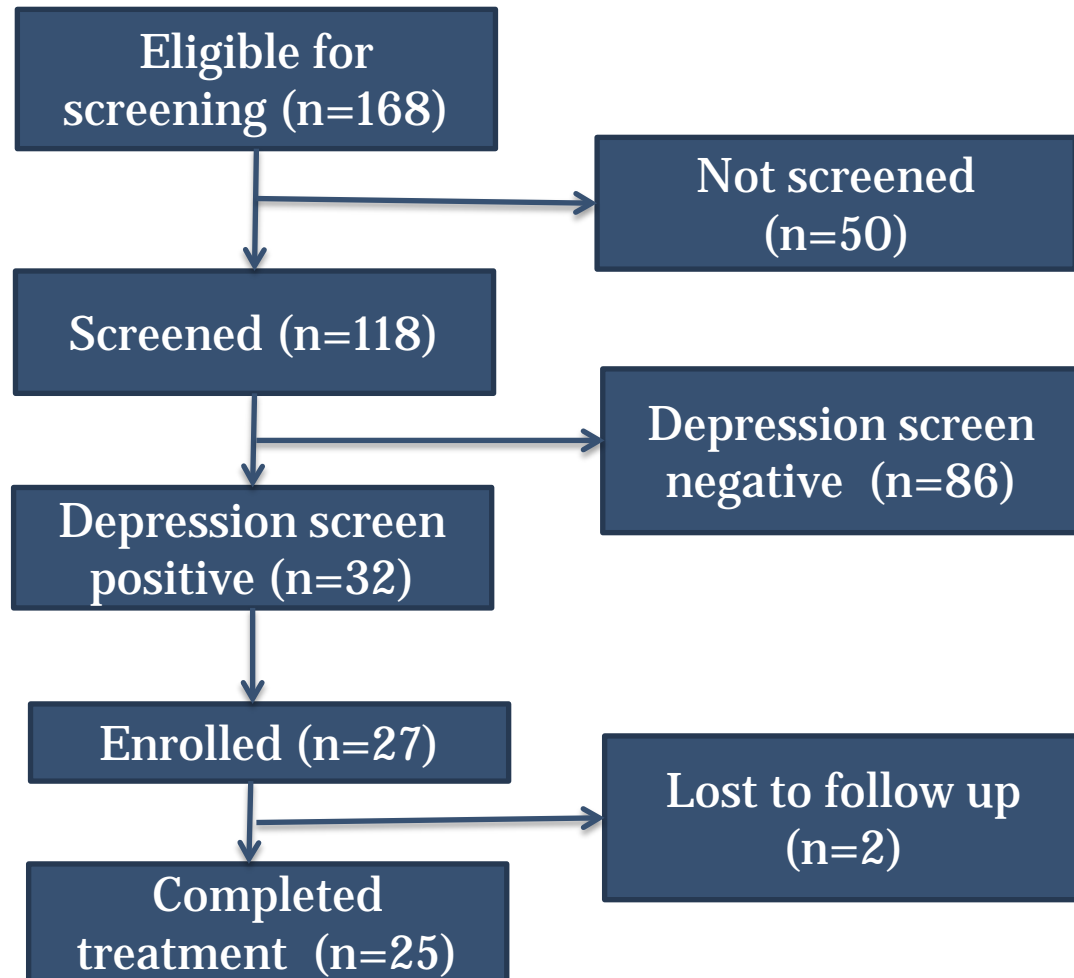 Eligible for
screening (n=168)
Not screened
(n=50)
Screened (n=118)
Depression screen
negative (n=86)
Depression screen
positive (n=32)
Enrolled (n=27)
Lost to follow up
(n=2)
Completed
treatment (n=25)